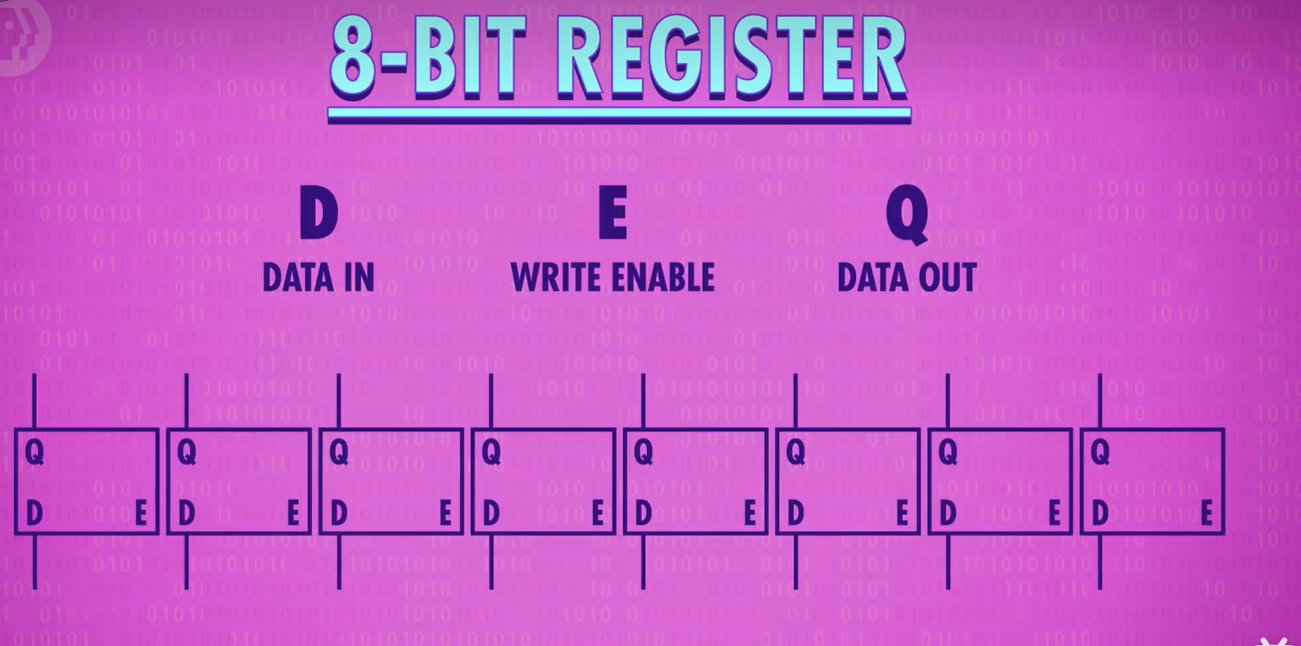 8-BIT REGISTER
D E Q
DATA IN WRITE ENABLE DATA OUT
Q Q Q Q Q Q Q Q
D E D E D E D E D E D E D E D E